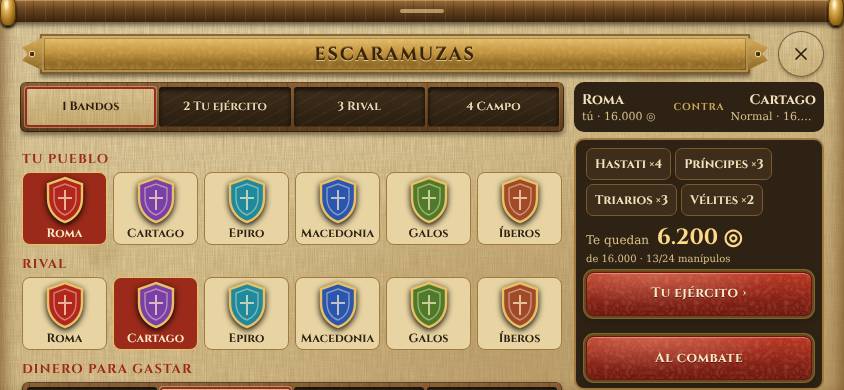 ESCARAMUZAS
×
1 Bandos
2 Tu ejército
3 Rival
4 Campo
Roma
CONTRA
Cartago
tú · 16.000 ◎
Normal · 16....
TU PUEBLO
Roma
Cartago
Epiro
Macedonia
Galos
Íberos
RIVAL
Roma
Cartago
Epiro
Macedonia
Galos
Íberos
DINERO PARA GASTAR
Hastati ×4
Príncipes ×3
Triarios ×3
Vélites ×2
Te quedan 6.200 ◎
de 16.000 · 13/24 manípulos
Tu ejército ›
Al combate